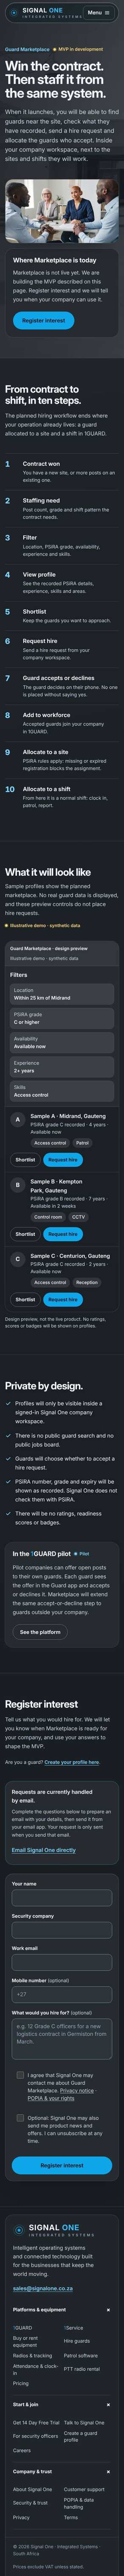 SIGNAL ONE
INTEGRATED SYSTEMS
Menu
Guard Marketplace
MVP in development
Win the contract.
Then staff it from
the same system.
When it launches, you will be able to
find guards near the site, check what they
have recorded, send a hire request and
allocate the guards who accept, next to the
sites and shifts they will work.
Where Marketplace is today
Marketplace is not live yet. We are
building the MVP described on this
page. Register interest and we will tell
you when your company can use it.
Register interest
From contract to
shift, in ten steps.
The planned hiring workflow ends where
your operation already lives: a guard
allocated to a site and a shift in 1GUARD.
1
Contract won
You have a new site, or more posts on an
existing one.
2
Staffing need
Post count, grade and shift pattern the
contract needs.
3
Filter
Location, PSIRA grade, availability,
experience and skills.
4
View profile
See the recorded PSIRA details,
experience, skills and areas.
5
Shortlist
Keep the guards you want to approach.
6
Request hire
Send a hire request from your
company workspace.
7
Guard accepts or declines
The guard decides on their phone. No one
is placed without saying yes.
8
Add to workforce
Accepted guards join your company
in 1GUARD.
9
Allocate to a site
PSIRA rules apply: missing or expired
registration blocks the assignment.
10
Allocate to a shift
From here it is a normal shift: clock in,
patrol, report.
What it will look like
Illustrative demo · synthetic data
Sample profiles show the planned
marketplace. No real guard data is displayed,
and these preview controls do not place
hire requests.
Guard Marketplace · design preview
Illustrative demo · synthetic data
Filters
Location
Within 25 km of Midrand
PSIRA grade
C or higher
Availability
Available now
Experience
2+ years
Skills
Access control
A
Sample A · Midrand, Gauteng
PSIRA grade C recorded · 4 years ·
Available now
Access control
Patrol
Shortlist
Request hire
B
Sample B · Kempton
Park, Gauteng
PSIRA grade B recorded · 7 years ·
Available in 2 weeks
Control room
CCTV
Shortlist
Request hire
C
Sample C · Centurion, Gauteng
PSIRA grade C recorded · 2 years ·
Available now
Access control
Reception
Shortlist
Request hire
Design preview, not the live product. No ratings,
scores or badges will be shown on profiles.
Private by design.
Profiles will only be visible inside a
signed-in Signal One company
workspace.
There is no public guard search and no
public jobs board.
Guards will choose whether to accept a
hire request.
PSIRA number, grade and expiry will be
shown as recorded. Signal One does not
check them with PSIRA.
There will be no ratings, readiness
scores or badges.
In the 1GUARD pilot
Pilot
Pilot companies can offer open posts
to their own guards. Each guard sees
the offer in the Guard app and accepts
or declines it. Marketplace will extend
the same accept-or-decline step to
guards outside your company.
See the platform
Register interest
Tell us what you would hire for. We will let
you know when Marketplace is ready for
your company, and use your answers to
shape the MVP.
Are you a guard? Create your profile here.
Requests are currently handled
by email.
Complete the questions below to prepare an
email with your details, then send it from
your email app. Your request is only sent
when you send that email.
Email Signal One directly
Your name
Security company
Work email
Mobile number (optional)
+27
What would you hire for? (optional)
e.g. 12 Grade C officers for a new
logistics contract in Germiston from
March.
I agree that Signal One may
contact me about Guard
Marketplace. Privacy notice ·
POPIA & your rights
Optional: Signal One may also
send me product news and
offers. I can unsubscribe at any
time.
Register interest
SIGNAL ONE
INTEGRATED SYSTEMS
Intelligent operating systems
and connected technology built
for the businesses that keep the
world moving.
sales@signalone.co.za
Platforms & equipment
1GUARD
1Service
Buy or rent
equipment
Hire guards
Radios & tracking
Patrol software
Attendance & clock-
in
PTT radio rental
Pricing
Start & join
Get 14 Day Free Trial
Talk to Signal One
For security officers
Create a guard
profile
Careers
Company & trust
About Signal One
Customer support
Security & trust
POPIA & data
handling
Privacy
Terms
© 2026 Signal One · Integrated Systems ·
South Africa
Prices exclude VAT unless stated.